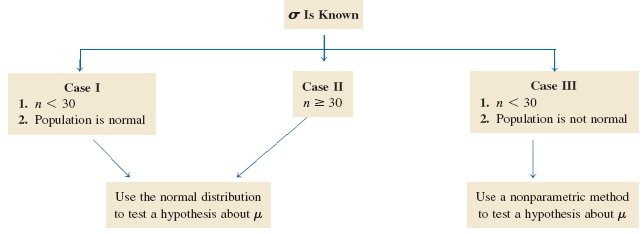 σ Is Known
Case I
1. n < 30
2. Population is normal
Case II
n ≥ 30
Case III
1. n < 30
2. Population is not normal
Use the normal distribution
to test a hypothesis about μ
Use a nonparametric method
to test a hypothesis about μ